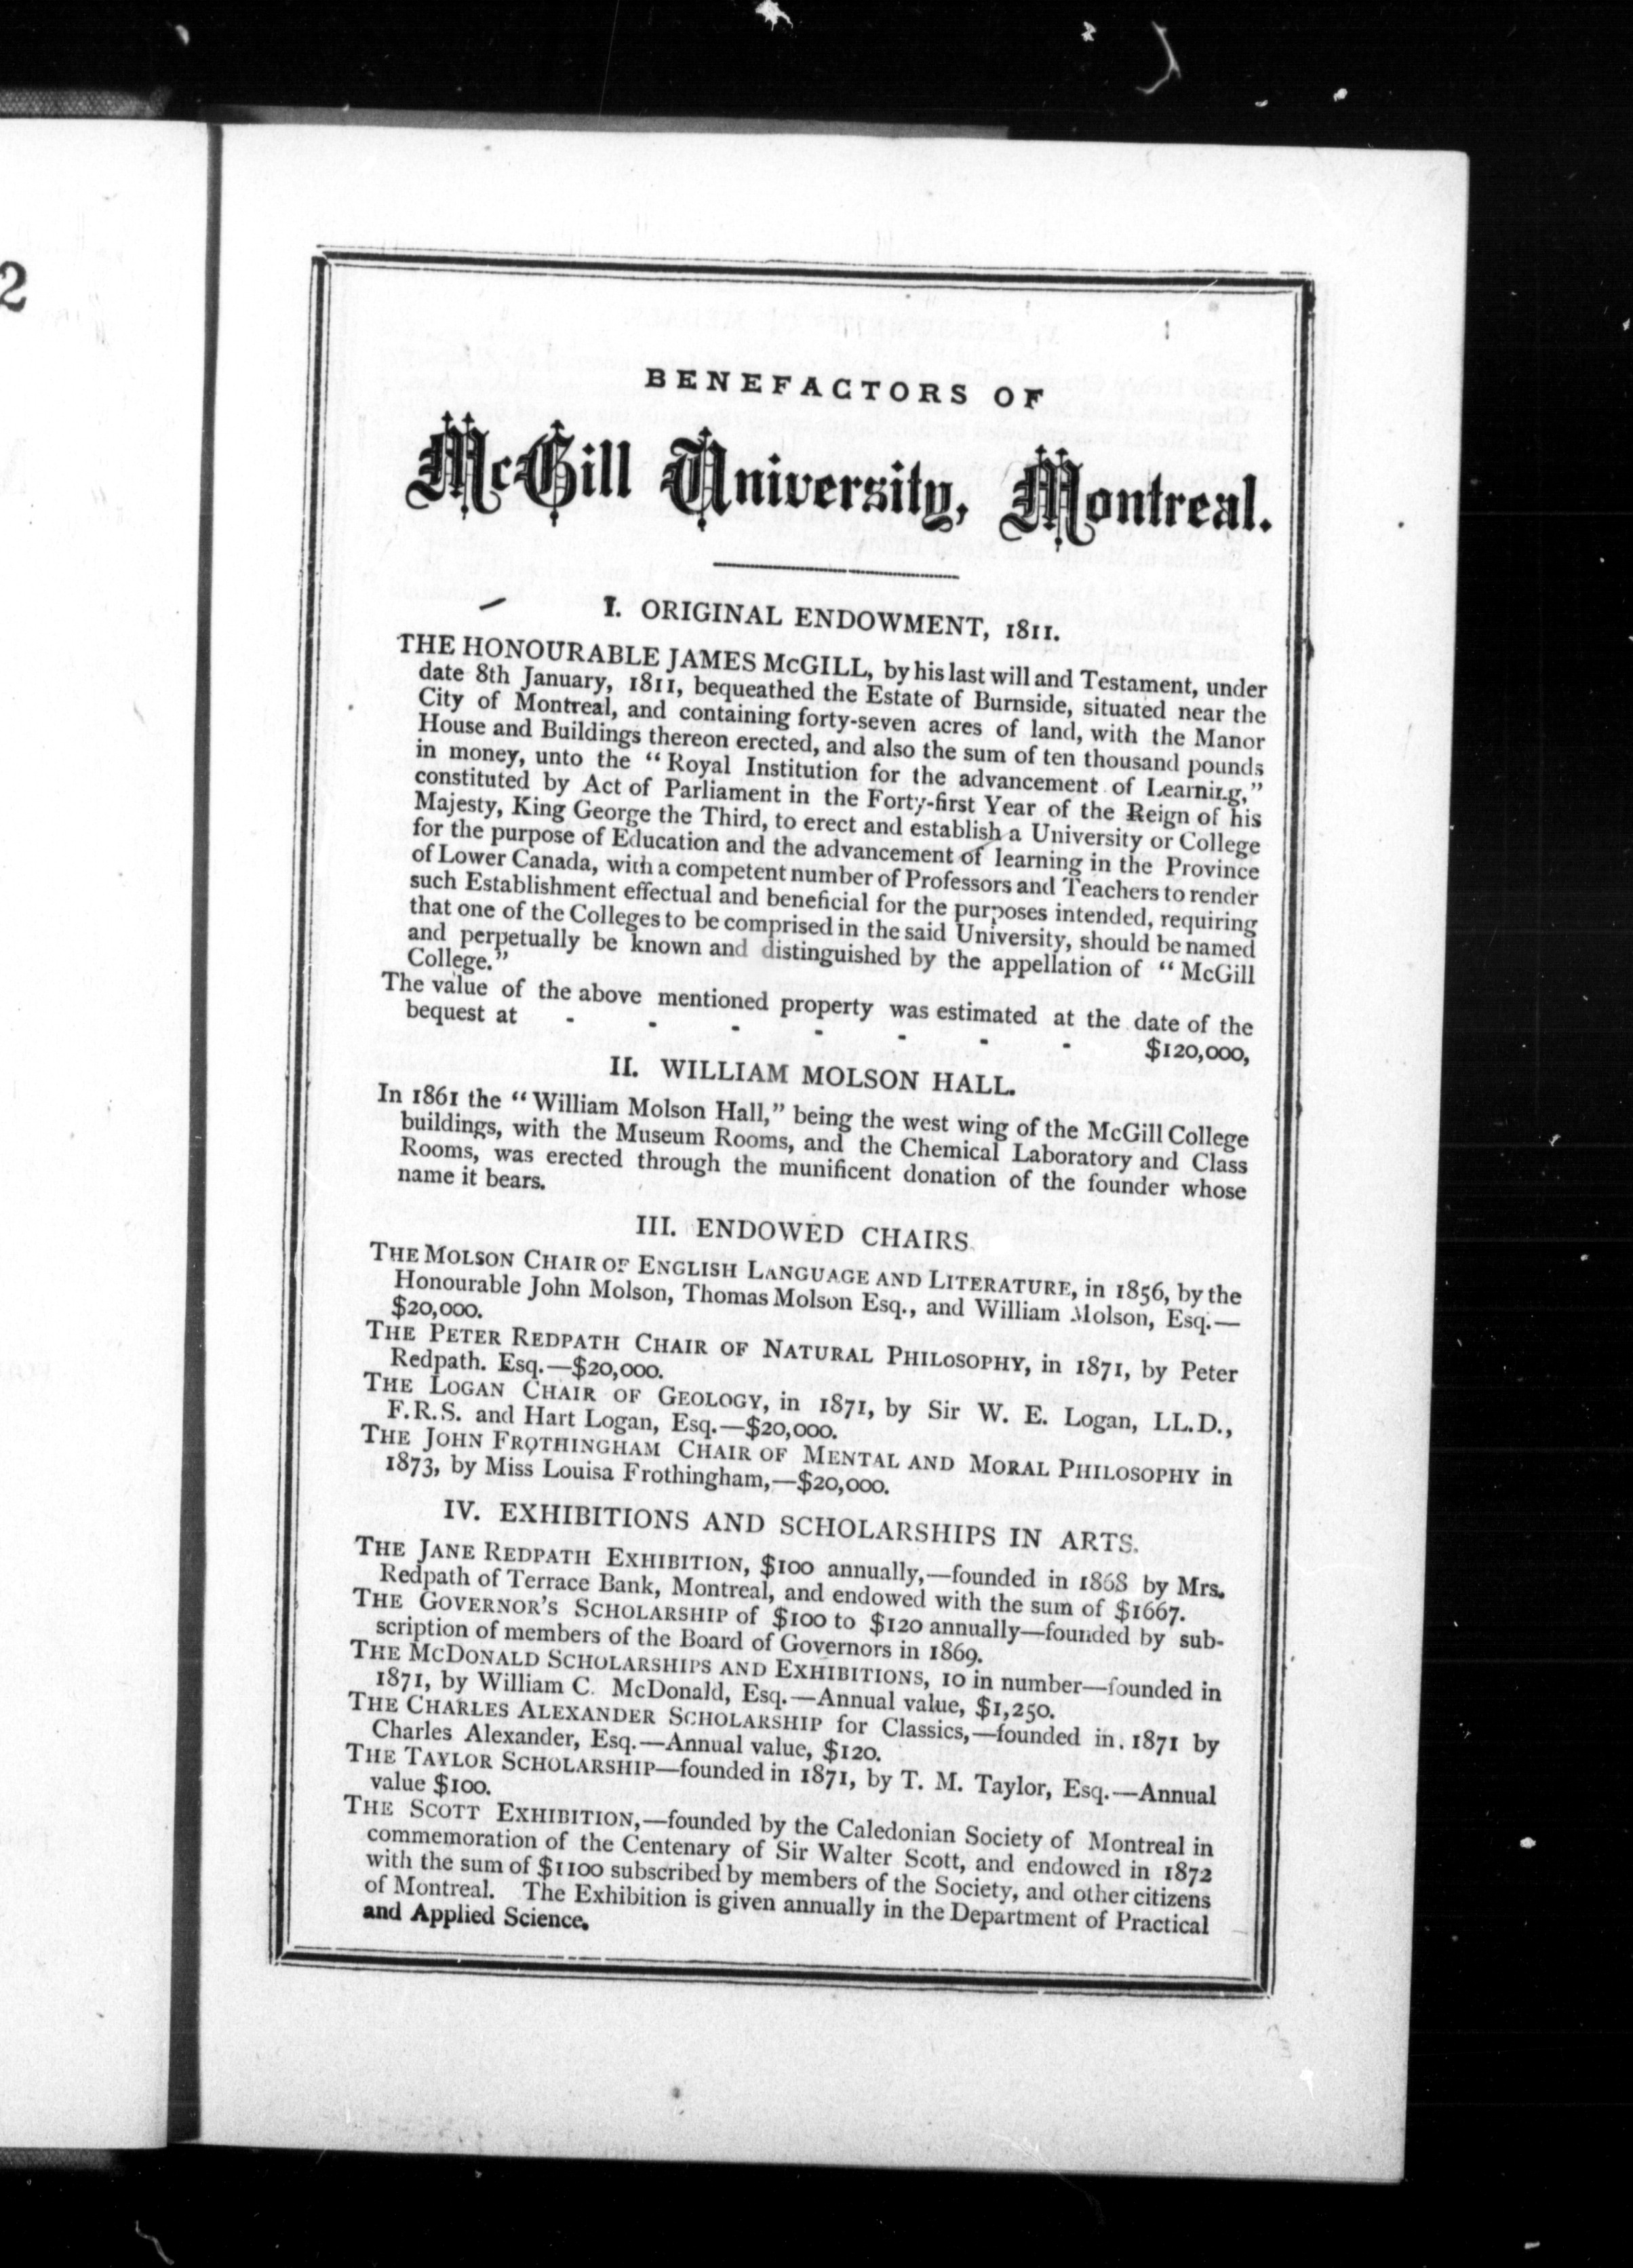 2
BENEFACTORS OF
McGill University, Montreal.
I. ORIGINAL ENDOWMENT, 1811.
THE HONOURABLE JAMES McGILL, by his last will and Testament, under
date 8th January, 1811, bequeathed the Estate of Burnside, situated near the
City of Montreal, and containing forty-seven acres of land, with the Manor
House and Buildings thereon erected, and also the sum of ten thousand pounds
in money, unto the "Royal Institution for the advancement of Learning,"
constituted by Act of Parliament in the Forty-first Year of the Reign of his
Majesty, King George the Third, to erect and establish a University or College
for the purpose of Education and the advancement of learning in the Province
of Lower Canada, with a competent number of Professors and Teachers to render
such Establishment effectual and beneficial for the purposes intended, requiring
that one of the Colleges to be comprised in the said University, should be named
and perpetually be known and distinguished by the appellation of "McGill
College."
The value of the above mentioned property was estimated at the date of the
bequest at - - - - - - - $120,000,
II. WILLIAM MOLSON HALL.
In 1861 the "William Molson Hall," being the west wing of the McGill College
buildings, with the Museum Rooms, and the Chemical Laboratory and Class
Rooms, was erected through the munificent donation of the founder whose
name it bears.
III. ENDOWED CHAIRS
THE MOLSON CHAIR OF ENGLISH LANGUAGE AND LITERATURE, in 1856, by the
Honourable John Molson, Thomas Molson Esq., and William Molson, Esq.—
$20,000.
THE PETER REDPATH CHAIR OF NATURAL PHILOSOPHY, in 1871, by Peter
Redpath. Esq.—$20,000.
THE LOGAN CHAIR OF GEOLOGY, in 1871, by Sir W. E. Logan, LL.D.,
F.R.S. and Hart Logan, Esq.—$20,000.
THE JOHN FROTHINGHAM CHAIR OF MENTAL AND MORAL PHILOSOPHY in
1873, by Miss Louisa Frothingham,—$20,000.
IV. EXHIBITIONS AND SCHOLARSHIPS IN ARTS.
THE JANE REDPATH EXHIBITION, $100 annually,—founded in 1868 by Mrs.
Redpath of Terrace Bank, Montreal, and endowed with the sum of $1667.
THE GOVERNOR'S SCHOLARSHIP of $100 to $120 annually—founded by sub-
scription of members of the Board of Governors in 1869.
THE MCDONALD SCHOLARSHIPS AND EXHIBITIONS, 10 in number—founded in
1871, by William C. McDonald, Esq.—Annual value, $1,250.
THE CHARLES ALEXANDER SCHOLARSHIP for Classics,—founded in. 1871 by
Charles Alexander, Esq.—Annual value, $120.
THE TAYLOR SCHOLARSHIP—founded in 1871, by T. M. Taylor, Esq.—Annual
value $100.
THE SCOTT EXHIBITION,—founded by the Caledonian Society of Montreal in
commemoration of the Centenary of Sir Walter Scott, and endowed in 1872
with the sum of $1100 subscribed by members of the Society, and other citizens
of Montreal. The Exhibition is given annually in the Department of Practical
and Applied Science.